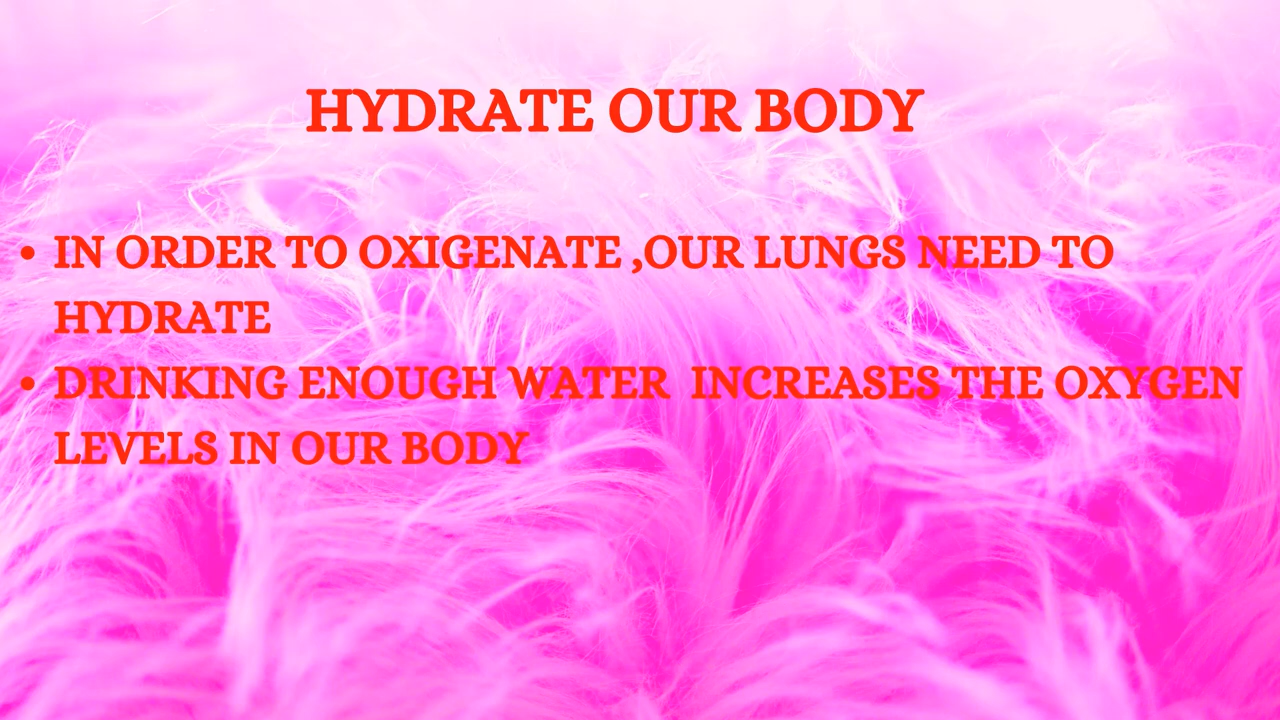 HYDRATE OUR BODY
• IN ORDER TO OXIGENATE ,OUR LUNGS NEED TO
HYDRATE
• DRINKING ENOUGH WATER  INCREASES THE OXYGEN
LEVELS IN OUR BODY